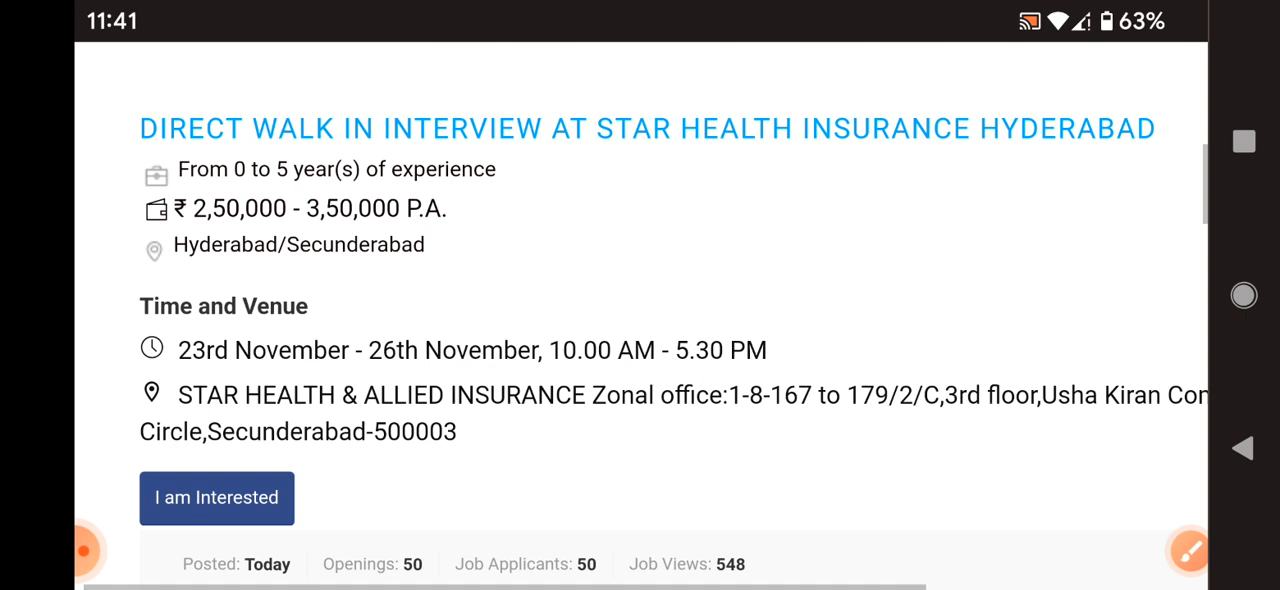 11:41
63%
DIRECT WALK IN INTERVIEW AT STAR HEALTH INSURANCE HYDERABAD
From 0 to 5 year(s) of experience
₹ 2,50,000 - 3,50,000 P.A.
Hyderabad/Secunderabad
Time and Venue
23rd November - 26th November, 10.00 AM - 5.30 PM
STAR HEALTH & ALLIED INSURANCE Zonal office:1-8-167 to 179/2/C,3rd floor,Usha Kiran
Circle,Secunderabad-500003
I am Interested
Posted: Today Openings: 50 Job Applicants: 50 Job Views: 548